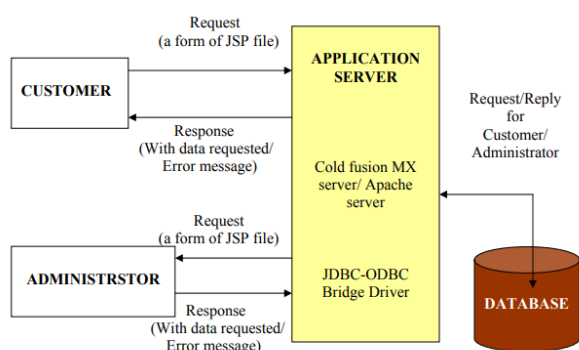 Request
(a form of JSP file)
CUSTOMER
Response
(With data requested/
Error message)
APPLICATION
SERVER
Cold fusion MX
server/ Apache
server
JDBC-ODBC
Bridge Driver
Request/Reply
for
Customer/
Administrator
Request
(a form of JSP file)
ADMINISTRSTOR
Response
(With data requested/
Error message)
DATABASE